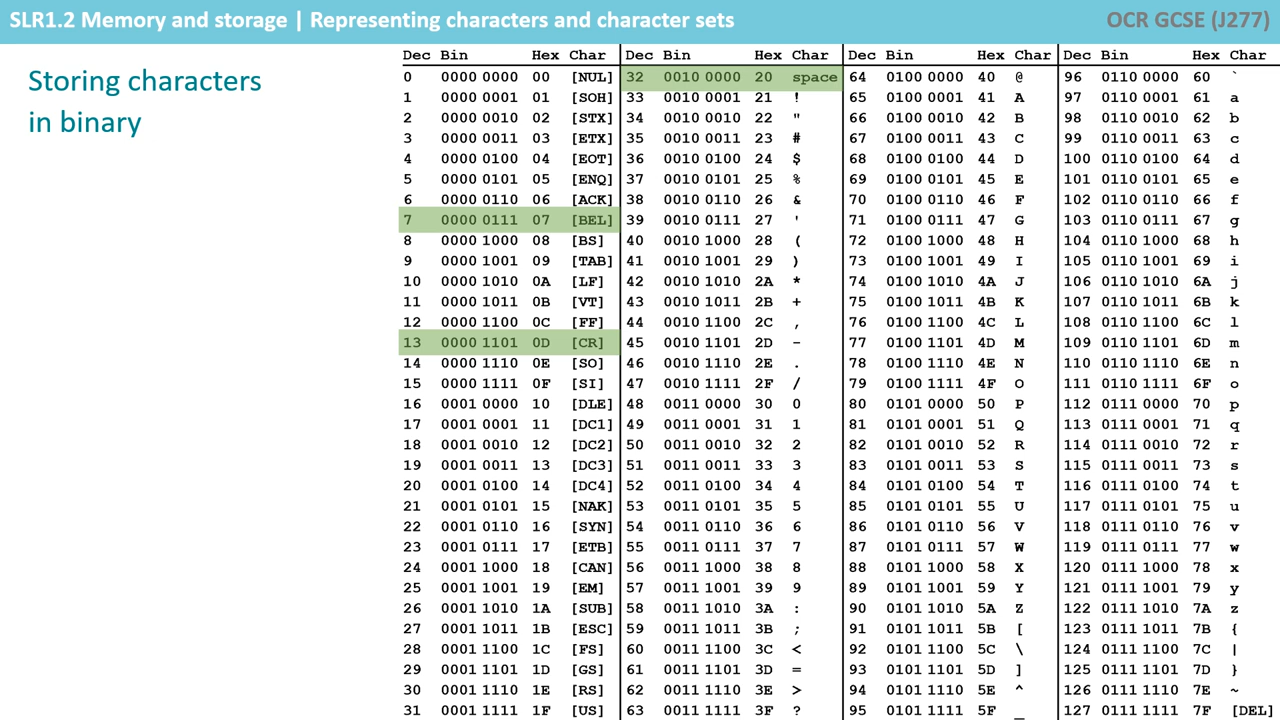 SLR1.2 Memory and storage | Representing characters and character sets OCR GCSE (J277)
Storing characters
in binary
Dec Bin Hex Char Dec Bin Hex Char Dec Bin Hex Char Dec Bin Hex Char
0 0000 0000 00 [NUL] 32 0010 0000 20 space 64 0100 0000 40 @ 96 0110 0000 60 `
1 0000 0001 01 [SOH] 33 0010 0001 21 ! 65 0100 0001 41 A 97 0110 0001 61 a
2 0000 0010 02 [STX] 34 0010 0010 22 " 66 0100 0010 42 B 98 0110 0010 62 b
3 0000 0011 03 [ETX] 35 0010 0011 23 # 67 0100 0011 43 C 99 0110 0011 63 c
4 0000 0100 04 [EOT] 36 0010 0100 24 $ 68 0100 0100 44 D 100 0110 0100 64 d
5 0000 0101 05 [ENQ] 37 0010 0101 25 % 69 0100 0101 45 E 101 0110 0101 65 e
6 0000 0110 06 [ACK] 38 0010 0110 26 & 70 0100 0110 46 F 102 0110 0110 66 f
7 0000 0111 07 [BEL] 39 0010 0111 27 ' 71 0100 0111 47 G 103 0110 0111 67 g
8 0000 1000 08 [BS] 40 0010 1000 28 ( 72 0100 1000 48 H 104 0110 1000 68 h
9 0000 1001 09 [TAB] 41 0010 1001 29 ) 73 0100 1001 49 I 105 0110 1001 69 i
10 0000 1010 0A [LF] 42 0010 1010 2A * 74 0100 1010 4A J 106 0110 1010 6A j
11 0000 1011 0B [VT] 43 0010 1011 2B + 75 0100 1011 4B K 107 0110 1011 6B k
12 0000 1100 0C [FF] 44 0010 1100 2C , 76 0100 1100 4C L 108 0110 1100 6C l
13 0000 1101 0D [CR] 45 0010 1101 2D - 77 0100 1101 4D M 109 0110 1101 6D m
14 0000 1110 0E [SO] 46 0010 1110 2E . 78 0100 1110 4E N 110 0110 1110 6E n
15 0000 1111 0F [SI] 47 0010 1111 2F / 79 0100 1111 4F O 111 0110 1111 6F o
16 0001 0000 10 [DLE] 48 0011 0000 30 0 80 0101 0000 50 P 112 0111 0000 70 p
17 0001 0001 11 [DC1] 49 0011 0001 31 1 81 0101 0001 51 Q 113 0111 0001 71 q
18 0001 0010 12 [DC2] 50 0011 0010 32 2 82 0101 0010 52 R 114 0111 0010 72 r
19 0001 0011 13 [DC3] 51 0011 0011 33 3 83 0101 0011 53 S 115 0111 0011 73 s
20 0001 0100 14 [DC4] 52 0011 0100 34 4 84 0101 0100 54 T 116 0111 0100 74 t
21 0001 0101 15 [NAK] 53 0011 0101 35 5 85 0101 0101 55 U 117 0111 0101 75 u
22 0001 0110 16 [SYN] 54 0011 0110 36 6 86 0101 0110 56 V 118 0111 0110 76 v
23 0001 0111 17 [ETB] 55 0011 0111 37 7 87 0101 0111 57 W 119 0111 0111 77 w
24 0001 1000 18 [CAN] 56 0011 1000 38 8 88 0101 1000 58 X 120 0111 1000 78 x
25 0001 1001 19 [EM] 57 0011 1001 39 9 89 0101 1001 59 Y 121 0111 1001 79 y
26 0001 1010 1A [SUB] 58 0011 1010 3A : 90 0101 1010 5A Z 122 0111 1010 7A z
27 0001 1011 1B [ESC] 59 0011 1011 3B ; 91 0101 1011 5B [ 123 0111 1011 7B {
28 0001 1100 1C [FS] 60 0011 1100 3C < 92 0101 1100 5C \ 124 0111 1100 7C |
29 0001 1101 1D [GS] 61 0011 1101 3D = 93 0101 1101 5D ] 125 0111 1101 7D }
30 0001 1110 1E [RS] 62 0011 1110 3E > 94 0101 1110 5E ^ 126 0111 1110 7E ~
31 0001 1111 1F [US] 63 0011 1111 3F ? 95 0101 1111 5F _ 127 0111 1111 7F [DEL]